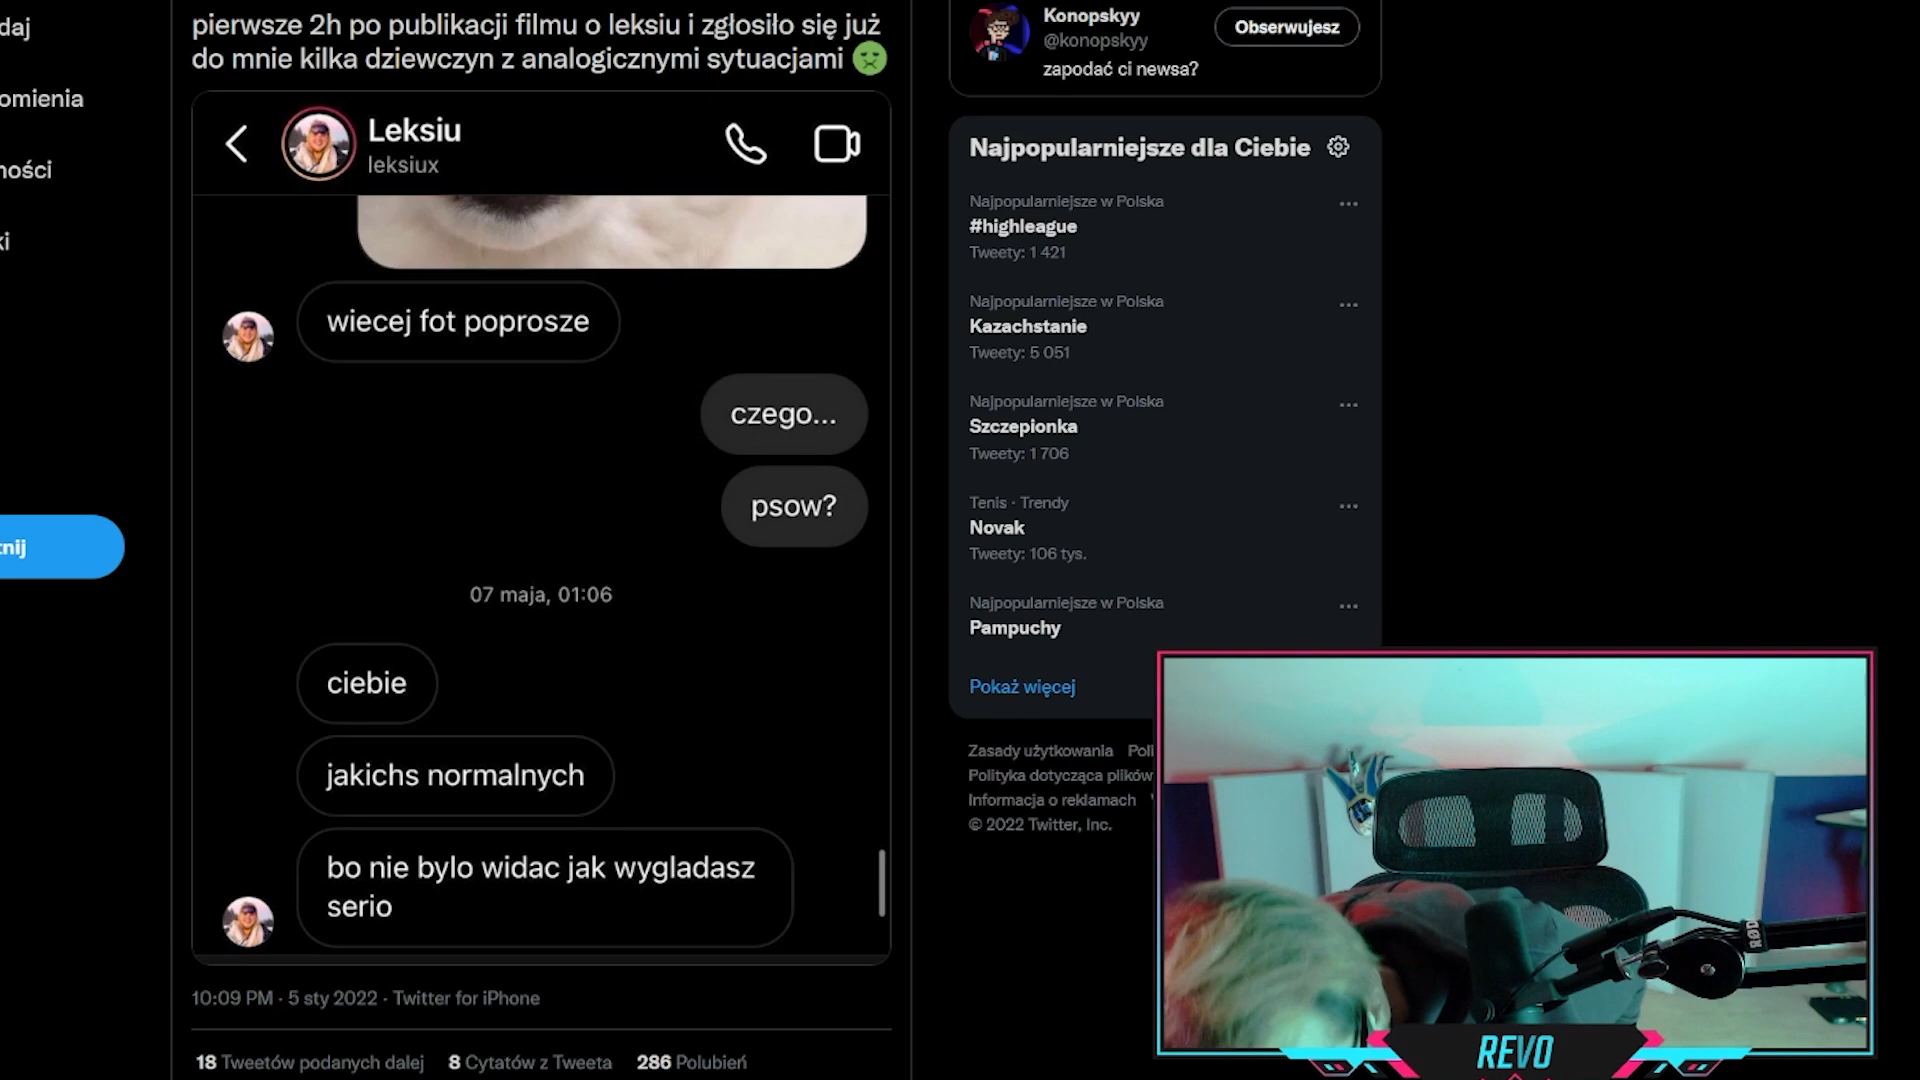 daj
omienia
ności
ki
tnij
pierwsze 2h po publikacji filmu o leksiu i zgłosiło się już
do mnie kilka dziewczyn z analogicznymi sytuacjami
Leksiu
leksiux
wiecej fot poprosze
czego...
psow?
07 maja, 01:06
ciebie
jakichs normalnych
bo nie bylo widac jak wygladasz
serio
10:09 PM · 5 sty 2022 · Twitter for iPhone
18 Tweetów podanych dalej 8 Cytatów z Tweeta 286 Polubień
Konopskyy
@konopskyy
Obserwujesz
zapodać ci newsa?
Najpopularniejsze dla Ciebie
Najpopularniejsze w Polska
#highleague
Tweety: 1 421
Najpopularniejsze w Polska
Kazachstanie
Tweety: 5 051
Najpopularniejsze w Polska
Szczepionka
Tweety: 1 706
Tenis · Trendy
Novak
Tweety: 106 tys.
Najpopularniejsze w Polska
Pampuchy
Pokaż więcej
Zasady użytkowania Poli
Polityka dotycząca plików
Informacja o reklamach
© 2022 Twitter, Inc.
RØD
REVO